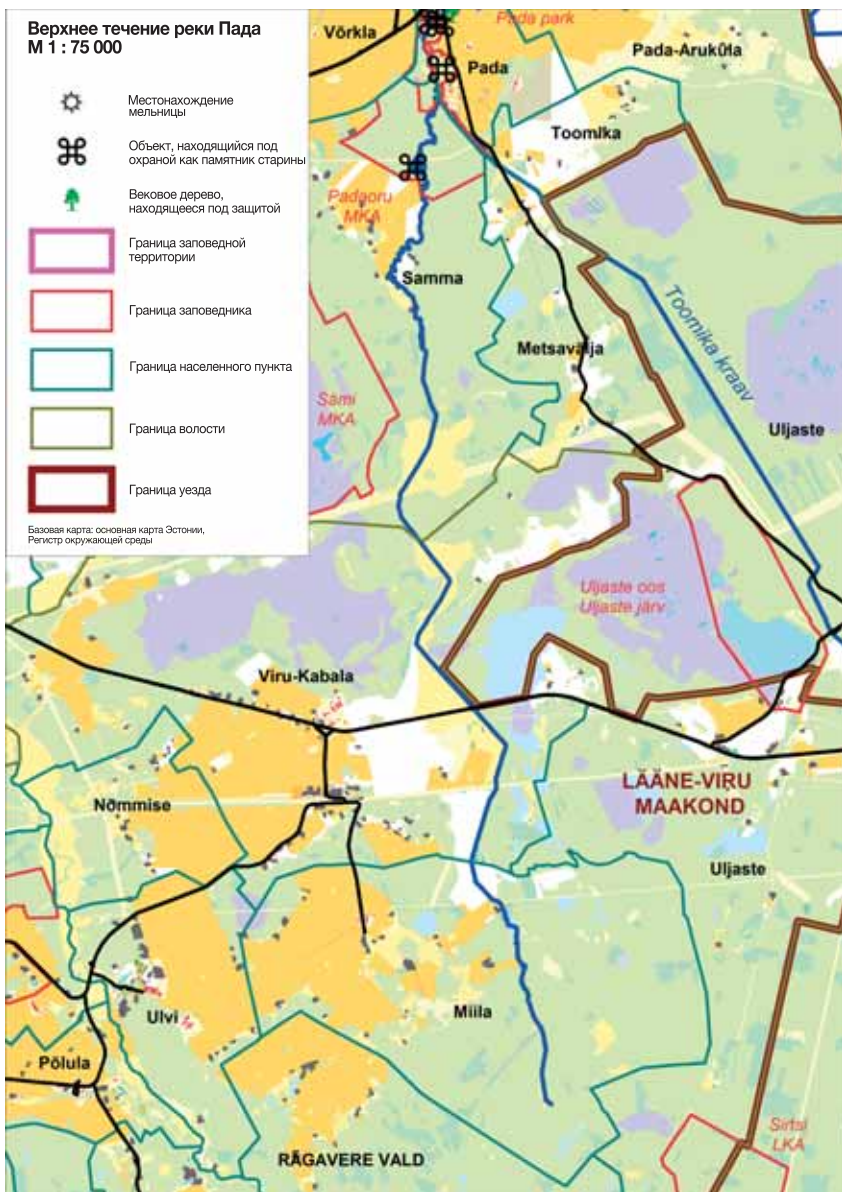 Верхнее течение реки Пада
М 1 : 75 000
Местонахождение
мельницы
Объект, находящийся под
охраной как памятник старины
Вековое дерево,
находящееся под защитой
Граница заповедной
территории
Граница заповедника
Граница населенного пункта
Граница волости
Граница уезда
Базовая карта: основная карта Эстонии,
Регистр окружающей среды
Pada park
Võrkla
Pada-Aruküla
Pada
Toomika
Padaoru
MKA
Samma
Toomika kraav
Metsavälja
Sämi
MKA
Uljaste
Uljaste oos
Uljaste järv
Viru-Kabala
LÄÄNE-VIRU
MAAKOND
Nõmmise
Uljaste
Ulvi
Miila
Põlula
Sirtsi
LKA
RÄGAVERE VALD